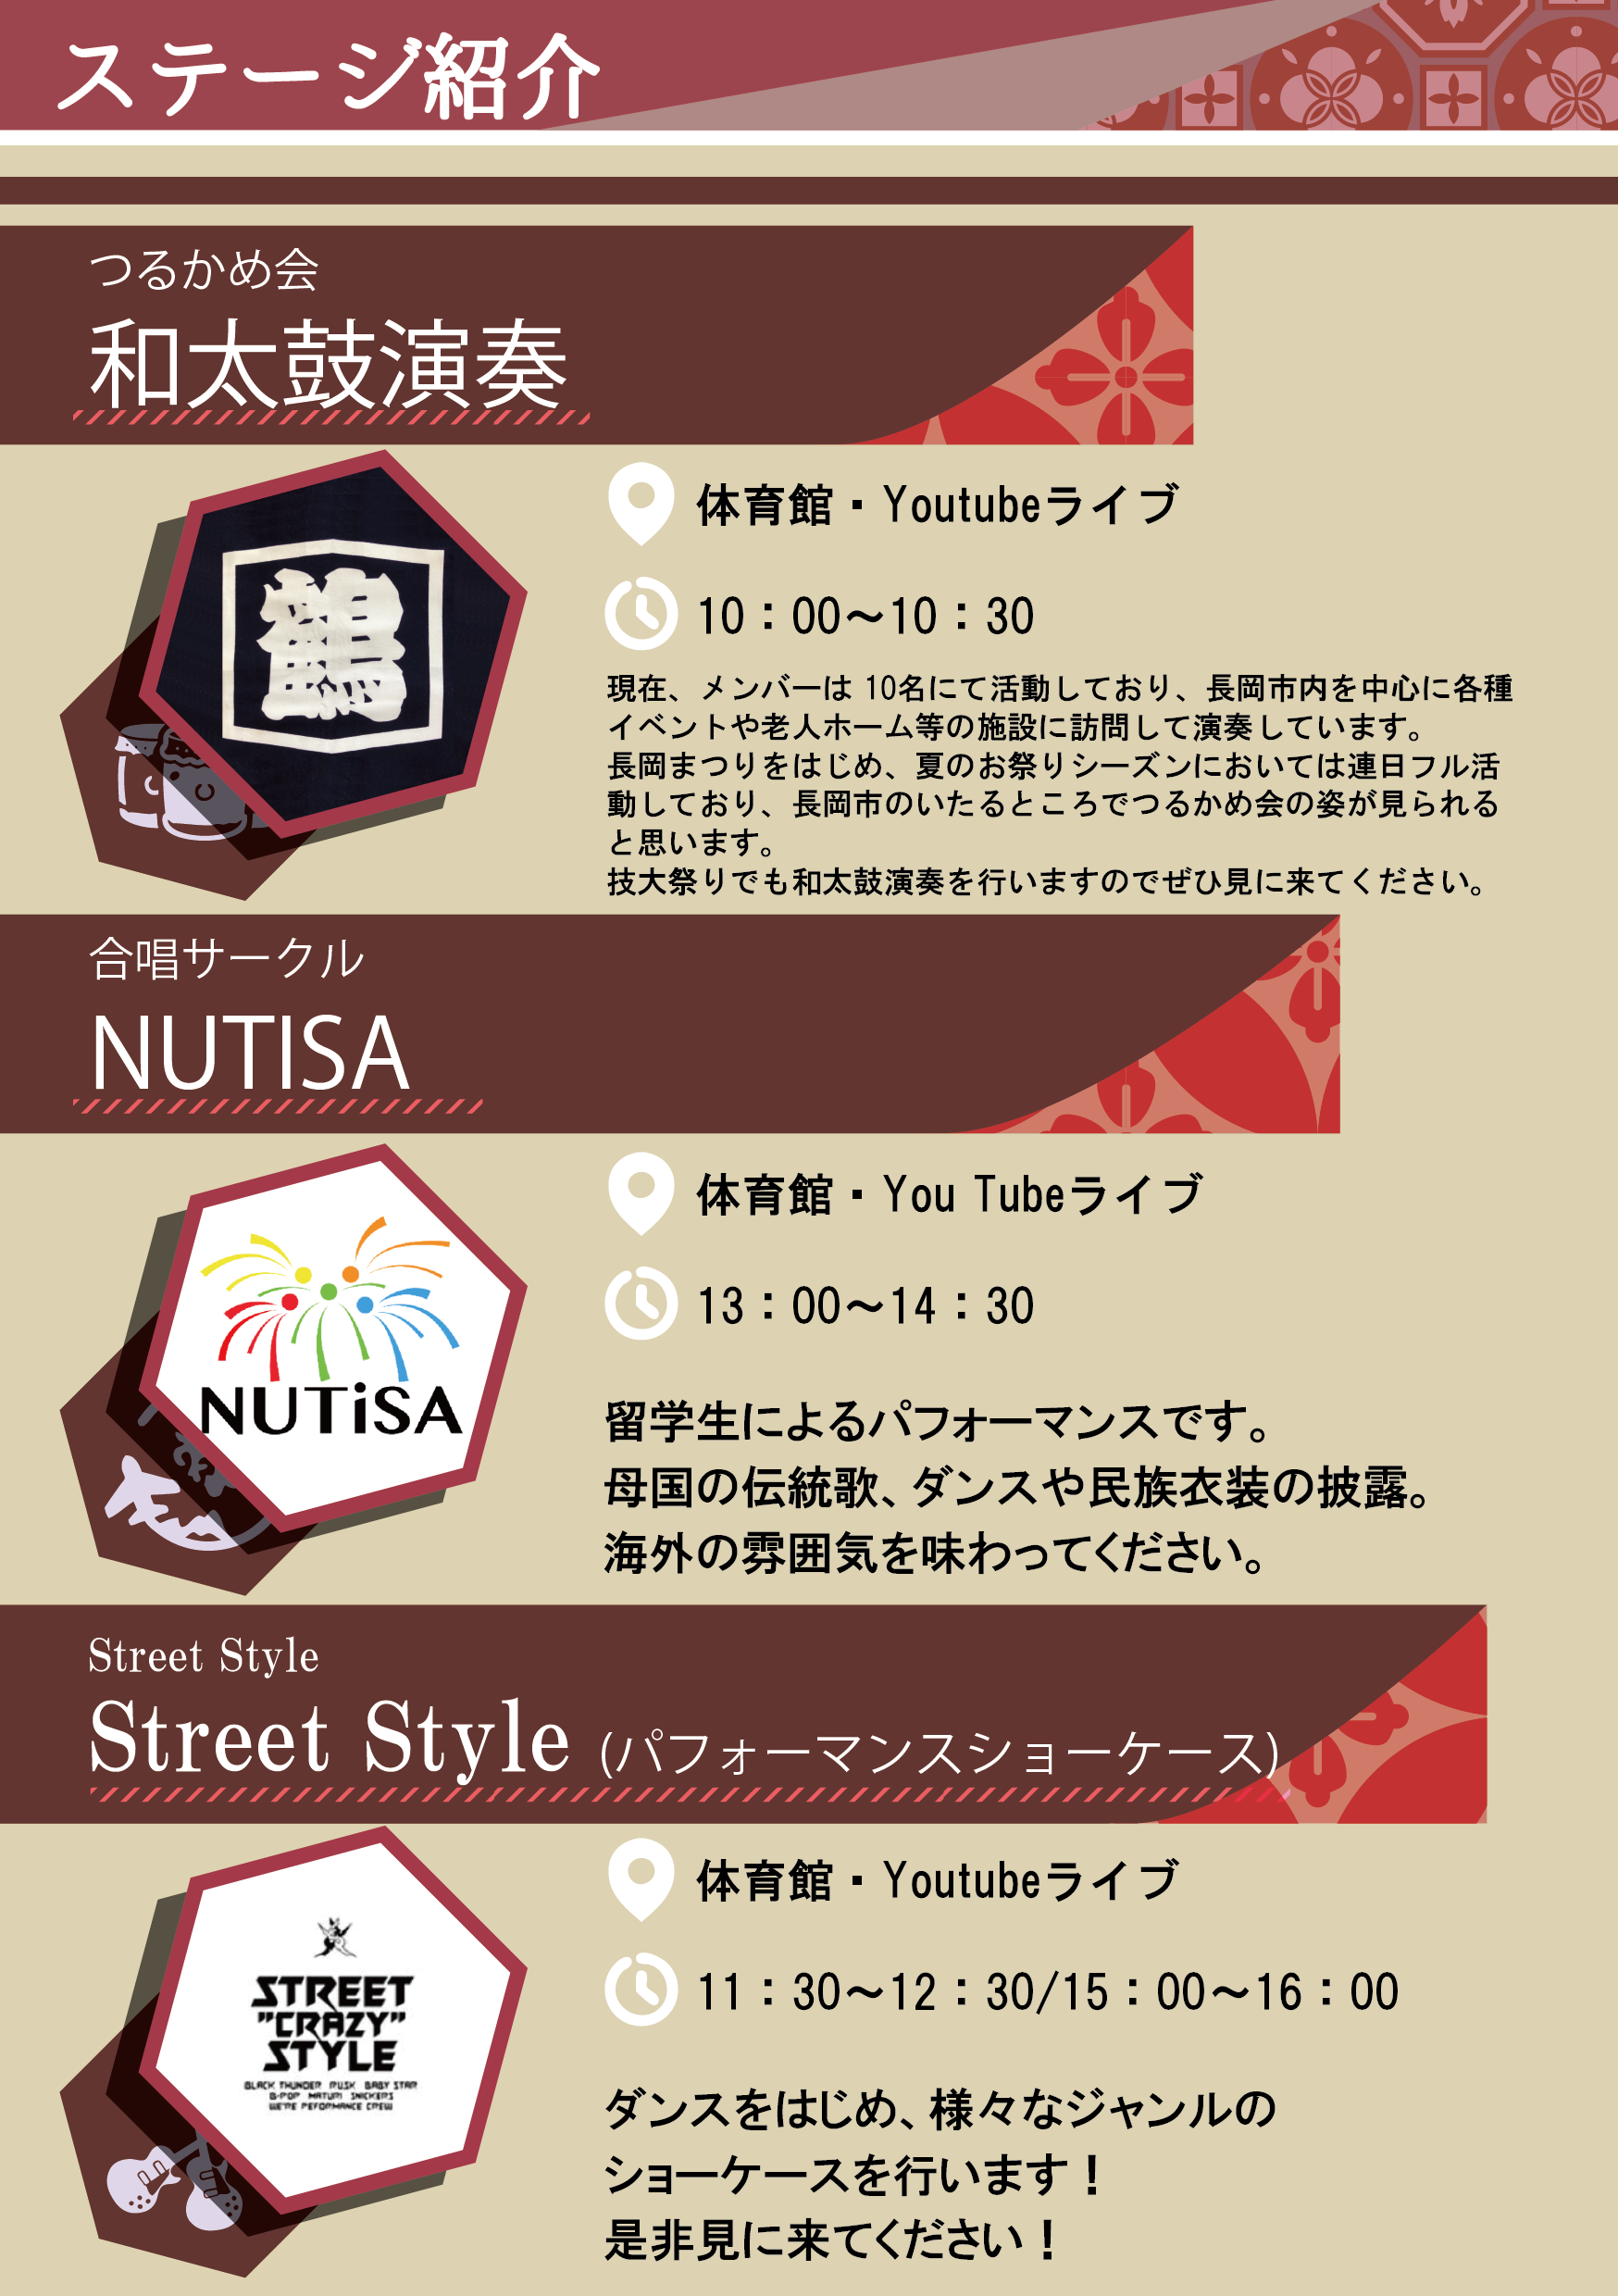 ステージ紹介
つるかめ会
和太鼓演奏
鶴
体育館・Youtubeライブ
10：00～10：30
現在、メンバーは 10名にて活動しており、長岡市内を中心に各種
イベントや老人ホーム等の施設に訪問して演奏しています。
長岡まつりをはじめ、夏のお祭りシーズンにおいては連日フル活
動しており、長岡市のいたるところでつるかめ会の姿が見られる
と思います。
技大祭りでも和太鼓演奏を行いますのでぜひ見に来てください。
合唱サークル
NUTISA
NUTiSA
体育館・You Tubeライブ
13：00～14：30
留学生によるパフォーマンスです。
母国の伝統歌、ダンスや民族衣装の披露。
海外の雰囲気を味わってください。
Street Style
Street Style (パフォーマンスショーケース)
STREET
"CRAZY"
STYLE
BLACK THUNDER PUSK BABY STAR
B-POP MATURI SNICKERS
WE'RE PEFORMANCE CREW
体育館・Youtubeライブ
11：30～12：30/15：00～16：00
ダンスをはじめ、様々なジャンルの
ショーケースを行います！
是非見に来てください！